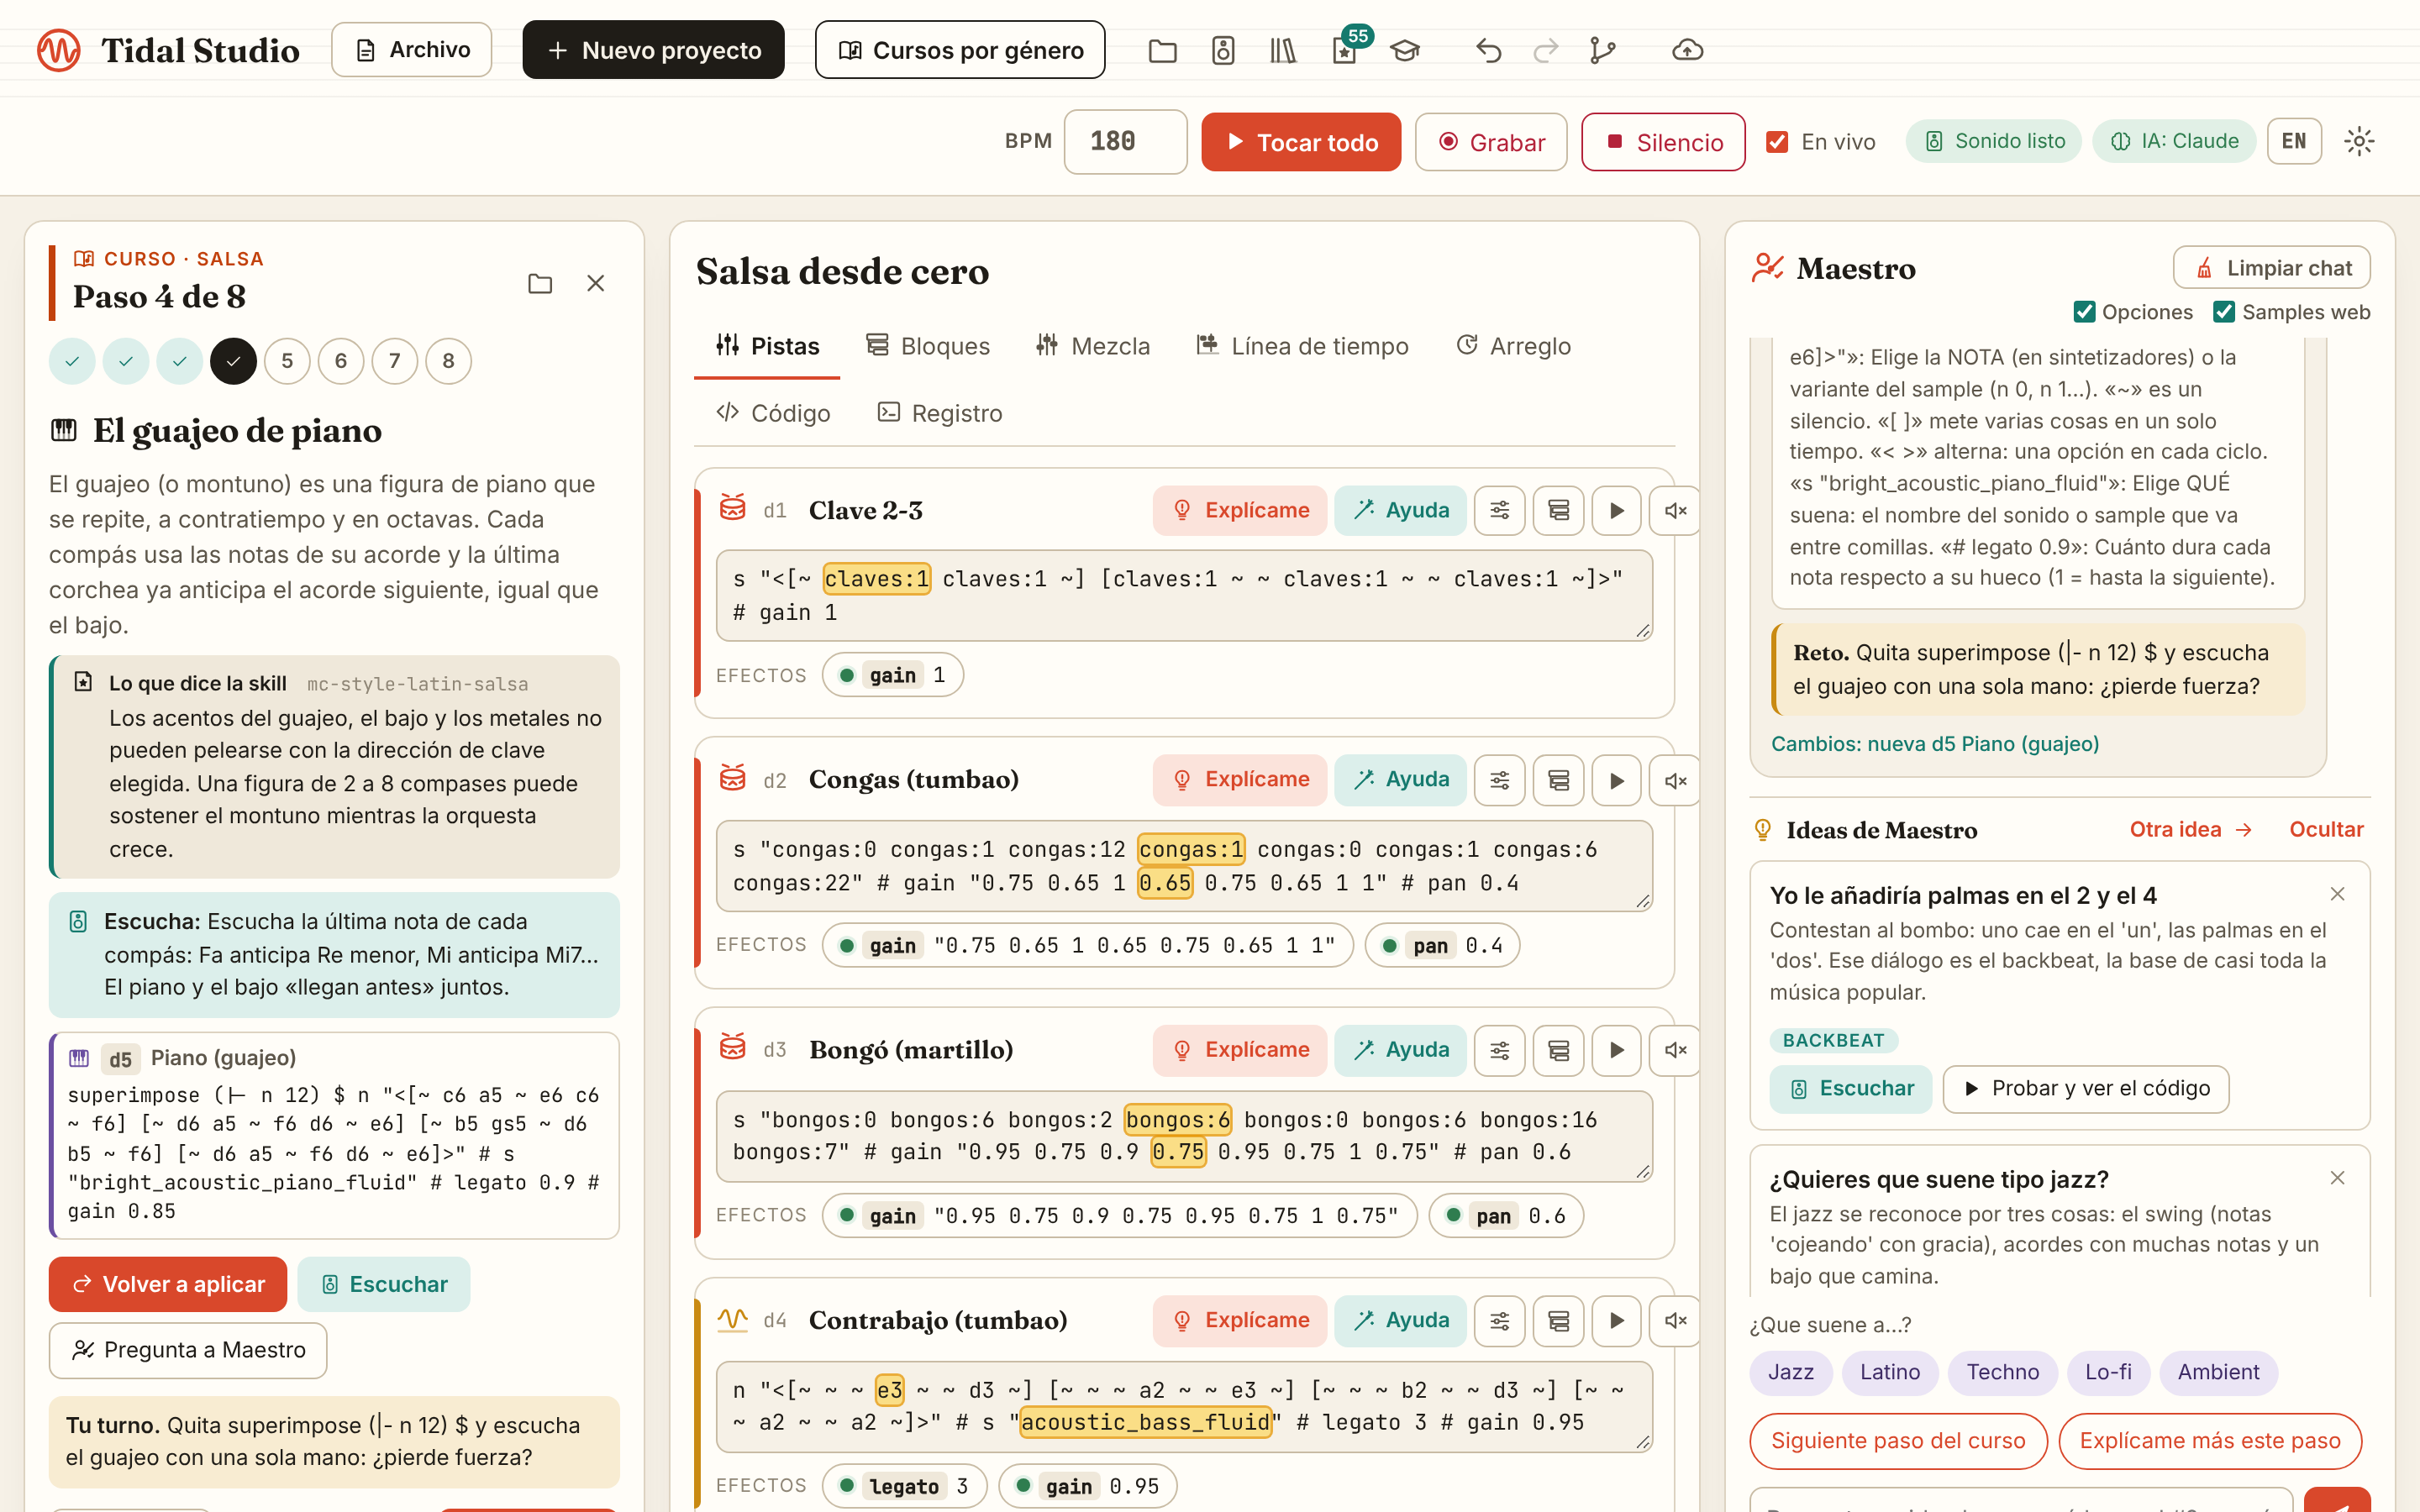 Tidal Studio
Archivo
+ Nuevo proyecto
Cursos por género
55
BPM
180
Tocar todo
Grabar
Silencio
En vivo
Sonido listo
IA: Claude
EN
CURSO · SALSA
Paso 4 de 8
5
6
7
8
El guajeo de piano
El guajeo (o montuno) es una figura de piano que
se repite, a contratiempo y en octavas. Cada
compás usa las notas de su acorde y la última
corchea ya anticipa el acorde siguiente, igual que
el bajo.
Lo que dice la skill mc-style-latin-salsa
Los acentos del guajeo, el bajo y los metales no
pueden pelearse con la dirección de clave
elegida. Una figura de 2 a 8 compases puede
sostener el montuno mientras la orquesta
crece.
Escucha: Escucha la última nota de cada
compás: Fa anticipa Re menor, Mi anticipa Mi7...
El piano y el bajo «llegan antes» juntos.
d5 Piano (guajeo)
superimpose (|- n 12) $ n "<[~ c6 a5 ~ e6 c6
~ f6] [~ d6 a5 ~ f6 d6 ~ e6] [~ b5 gs5 ~ d6
b5 ~ f6] [~ d6 a5 ~ f6 d6 ~ e6]>" # s
"bright_acoustic_piano_fluid" # legato 0.9 #
gain 0.85
Volver a aplicar
Escuchar
Pregunta a Maestro
Tu turno. Quita superimpose (|- n 12) $ y escucha
el guajeo con una sola mano: ¿pierde fuerza?
Salsa desde cero
Pistas
Bloques
Mezcla
Línea de tiempo
Arreglo
Código
Registro
d1 Clave 2-3
Explícame
Ayuda
s "<[~ claves:1 claves:1 ~] [claves:1 ~ ~ claves:1 ~ ~ claves:1 ~]>"
# gain 1
EFECTOS gain 1
d2 Congas (tumbao)
Explícame
Ayuda
s "congas:0 congas:1 congas:12 congas:1 congas:0 congas:1 congas:6
congas:22" # gain "0.75 0.65 1 0.65 0.75 0.65 1 1" # pan 0.4
EFECTOS gain "0.75 0.65 1 0.65 0.75 0.65 1 1" pan 0.4
d3 Bongó (martillo)
Explícame
Ayuda
s "bongos:0 bongos:6 bongos:2 bongos:6 bongos:0 bongos:6 bongos:16
bongos:7" # gain "0.95 0.75 0.9 0.75 0.95 0.75 1 0.75" # pan 0.6
EFECTOS gain "0.95 0.75 0.9 0.75 0.95 0.75 1 0.75" pan 0.6
d4 Contrabajo (tumbao)
Explícame
Ayuda
n "<[~ ~ ~ e3 ~ ~ d3 ~] [~ ~ ~ a2 ~ ~ e3 ~] [~ ~ ~ b2 ~ ~ d3 ~] [~ ~
~ a2 ~ ~ a2 ~]>" # s "acoustic_bass_fluid" # legato 3 # gain 0.95
EFECTOS legato 3 gain 0.95
Maestro
Limpiar chat
Opciones
Samples web
e6]>"»: Elige la NOTA (en sintetizadores) o la
variante del sample (n 0, n 1...). «~» es un
silencio. «[ ]» mete varias cosas en un solo
tiempo. «< >» alterna: una opción en cada ciclo.
«s "bright_acoustic_piano_fluid"»: Elige QUÉ
suena: el nombre del sonido o sample que va
entre comillas. «# legato 0.9»: Cuánto dura cada
nota respecto a su hueco (1 = hasta la siguiente).
Reto. Quita superimpose (|- n 12) $ y escucha
el guajeo con una sola mano: ¿pierde fuerza?
Cambios: nueva d5 Piano (guajeo)
Ideas de Maestro
Otra idea →
Ocultar
Yo le añadiría palmas en el 2 y el 4
Contestan al bombo: uno cae en el 'un', las palmas en el
'dos'. Ese diálogo es el backbeat, la base de casi toda la
música popular.
BACKBEAT
Escuchar
Probar y ver el código
¿Quieres que suene tipo jazz?
El jazz se reconoce por tres cosas: el swing (notas
'cojeando' con gracia), acordes con muchas notas y un
bajo que camina.
¿Que suene a...?
Jazz
Latino
Techno
Lo-fi
Ambient
Siguiente paso del curso
Explícame más este paso